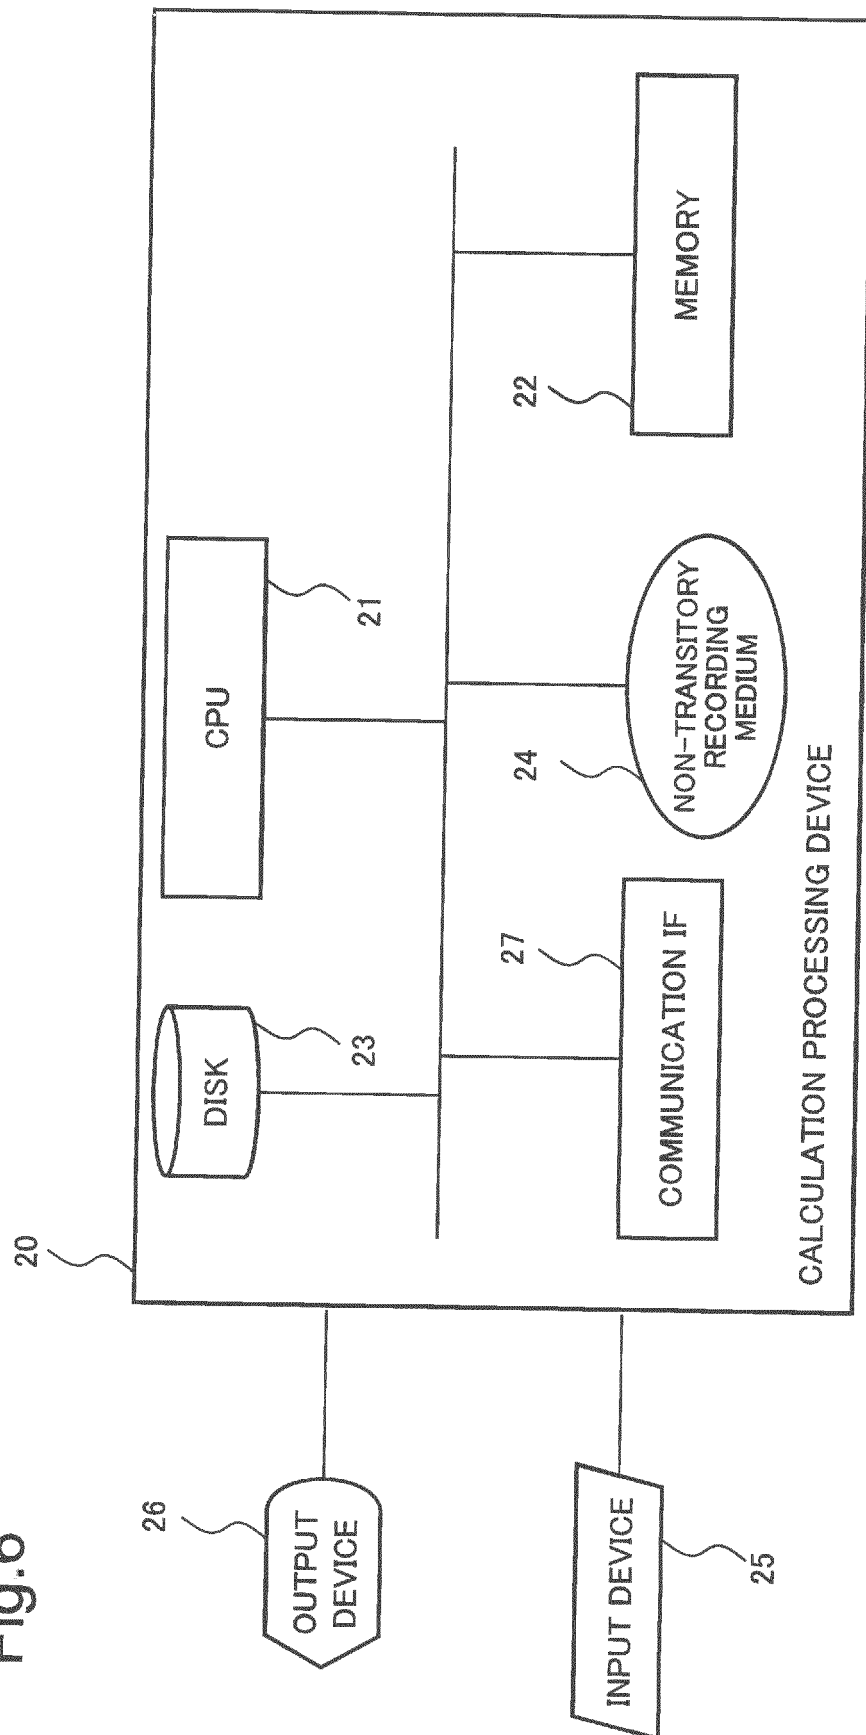 Fig.6
20
26
OUTPUT
DEVICE
INPUT DEVICE
25
DISK
23
CPU
21
27
COMMUNICATION IF
24
NON-TRANSITORY
RECORDING
MEDIUM
22
MEMORY
CALCULATION PROCESSING DEVICE